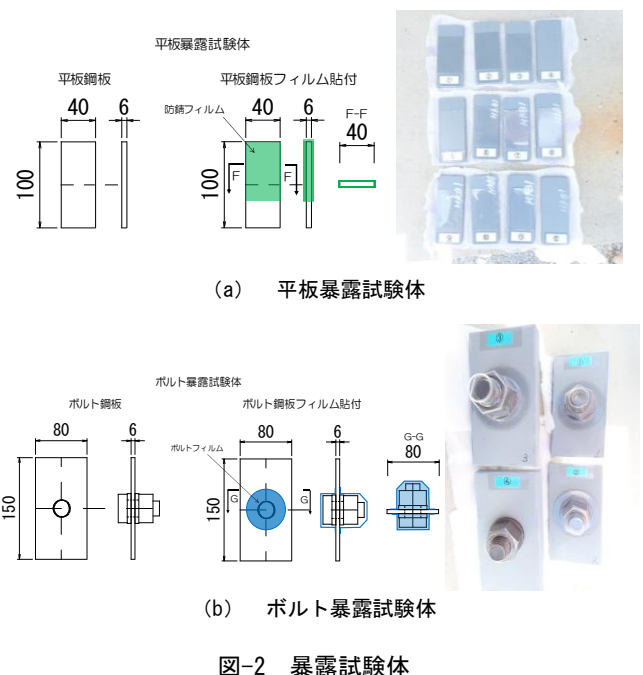 平板暴露試験体
平板鋼板
平板鋼板フィルム貼付
40
6
防錆フィルム
40
6
F-F
40
100
100
F
F
(a) 平板暴露試験体
ボルト暴露試験体
ボルト鋼板
ボルト鋼板フィルム貼付
80
6
80
6
G-G
80
ボルトフィルム
150
150
G
G
③
④
(b) ボルト暴露試験体
図-2 暴露試験体